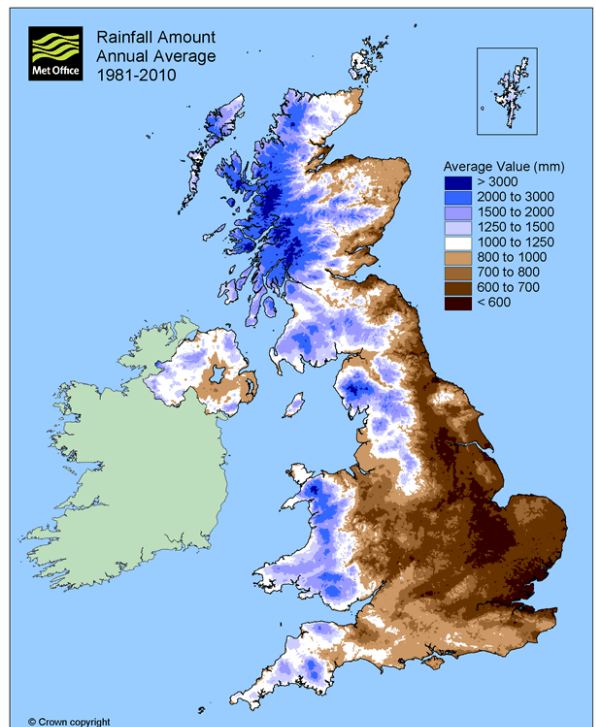 Met Office
Rainfall Amount
Annual Average
1981-2010
Average Value (mm)
> 3000
2000 to 3000
1500 to 2000
1250 to 1500
1000 to 1250
800 to 1000
700 to 800
600 to 700
< 600
© Crown copyright